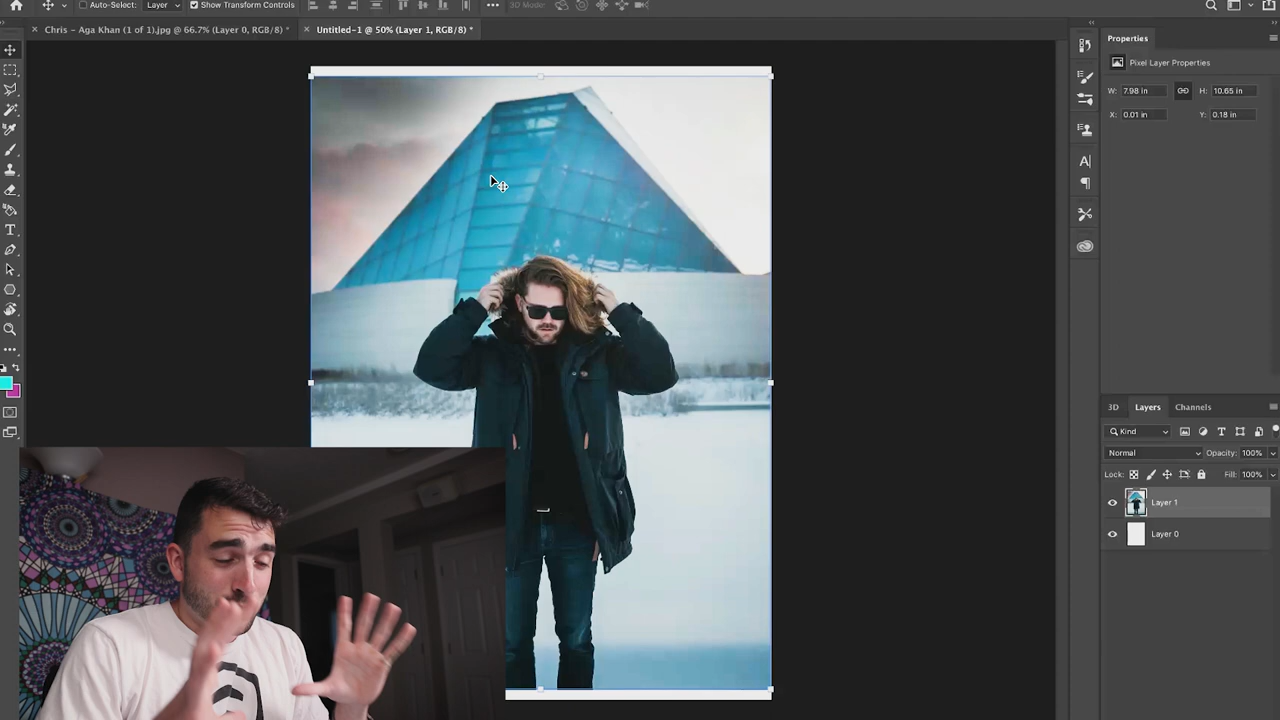 Auto-Select: Layer Show Transform Controls 3D Mode:
Chris - Aga Khan (1 of 1).jpg @ 66.7% (Layer 0, RGB/8) *
Untitled-1 @ 50% (Layer 1, RGB/8) *
Properties
Pixel Layer Properties
W: 7.98 in H: 10.65 in
X: 0.01 in Y: 0.18 in
3D Layers Channels
Kind
Normal Opacity: 100%
Lock: Fill: 100%
Layer 1
Layer 0